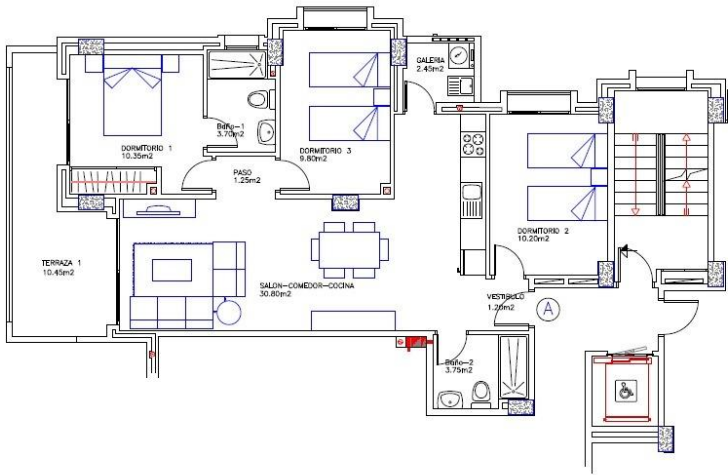 GALERIA
2.45m2
Baño-1
3.70m2
DORMITORIO 1
10.35m2
DORMITORIO 3
9.80m2
PASO
1.25m2
DORMITORIO 2
10.20m2
TERRAZA 1
10.45m2
SALON-COMEDOR-COCINA
30.80m2
VESTIBULO
1.20m2
A
Baño-2
3.75m2